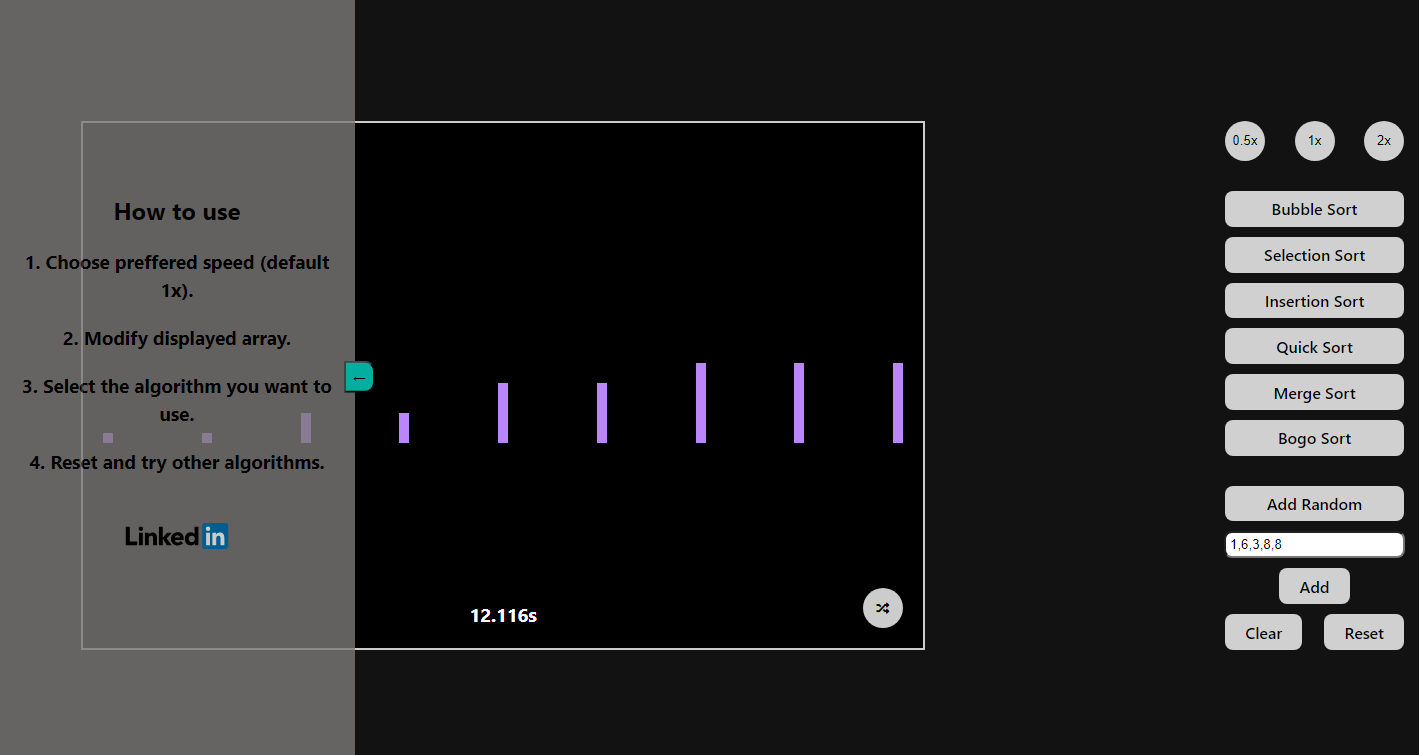 How to use
1. Choose preffered speed (default
1x).
2. Modify displayed array.
3. Select the algorithm you want to
use.
4. Reset and try other algorithms.
Linked in
←
12.116s
0.5x
1x
2x
Bubble Sort
Selection Sort
Insertion Sort
Quick Sort
Merge Sort
Bogo Sort
Add Random
1,6,3,8,8
Add
Clear
Reset